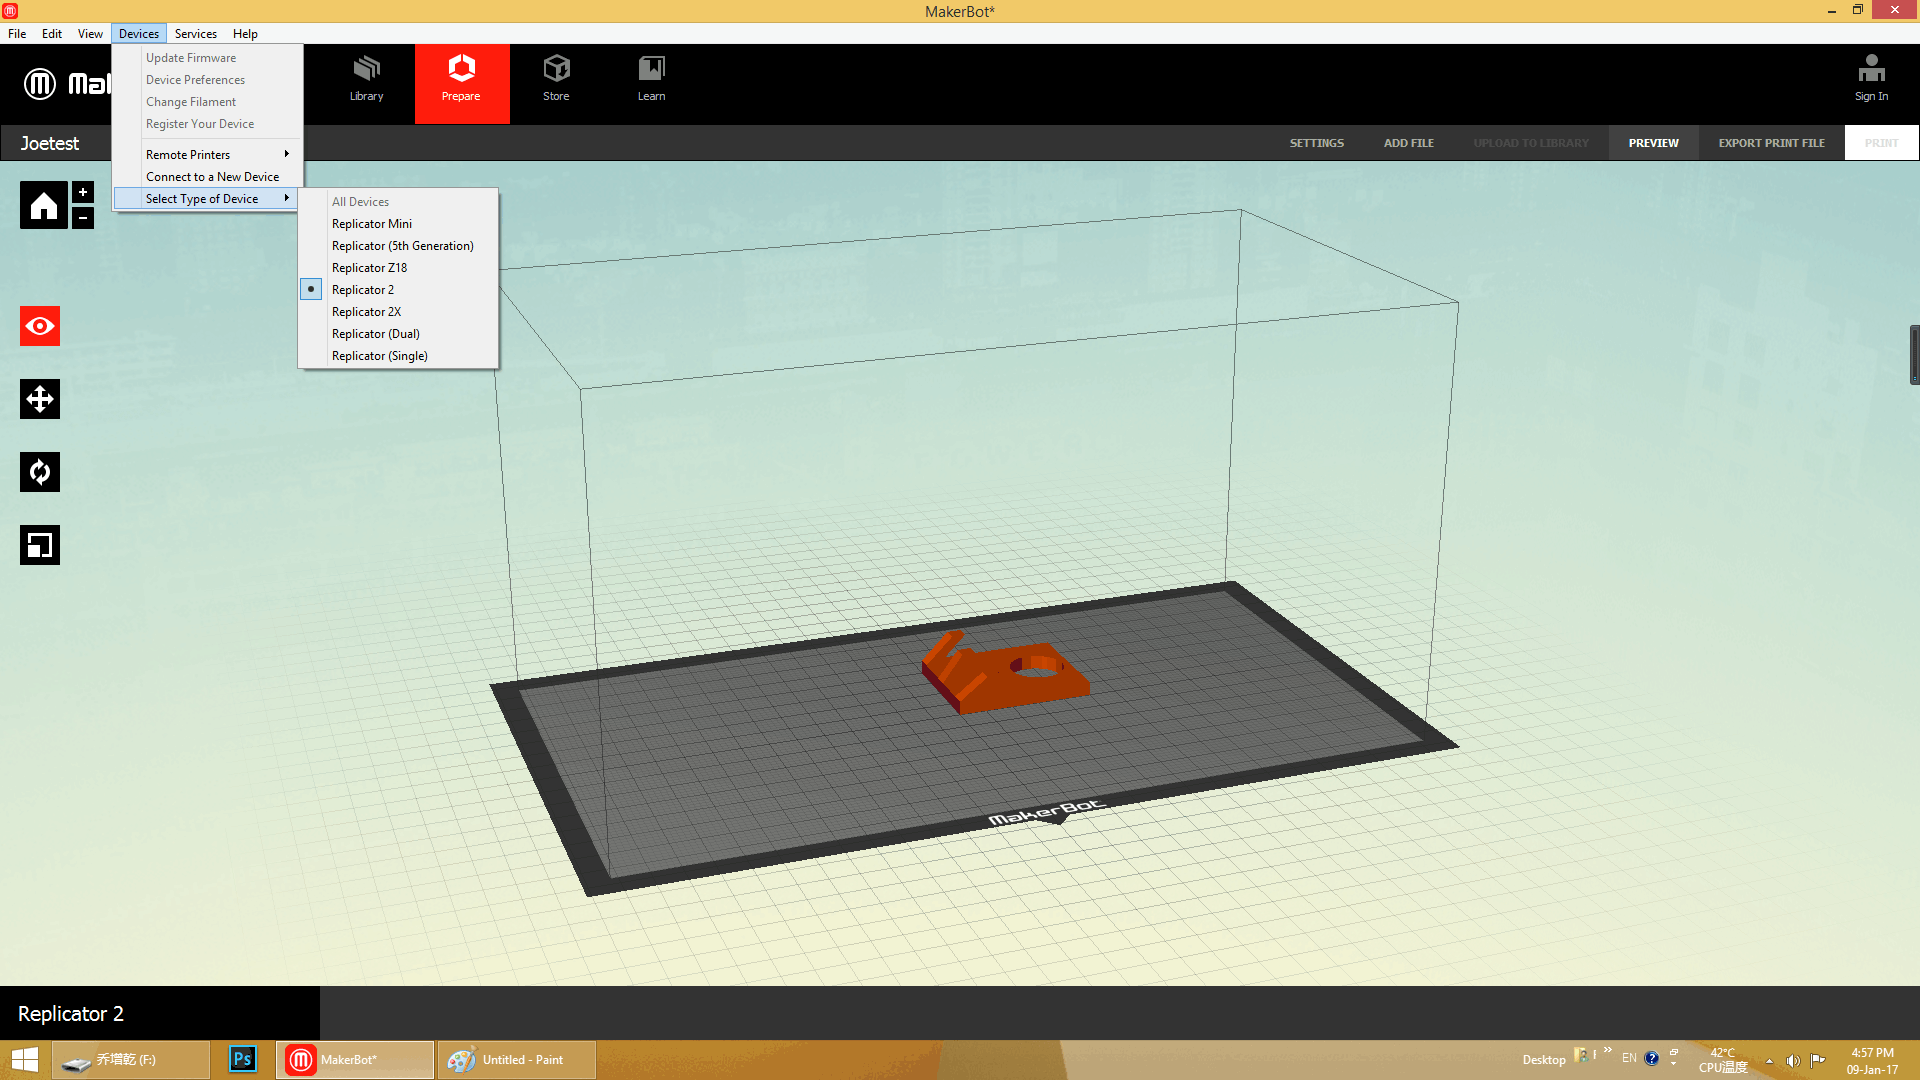 MakerBot*
File Edit View Devices Services Help
Update Firmware
Device Preferences
Change Filament
Register Your Device
Remote Printers
Connect to a New Device
Select Type of Device
All Devices
Replicator Mini
Replicator (5th Generation)
Replicator Z18
Replicator 2
Replicator 2X
Replicator (Dual)
Replicator (Single)
Library
Prepare
Store
Learn
Sign In
Joetest
SETTINGS ADD FILE UPLOAD TO LIBRARY PREVIEW EXPORT PRINT FILE PRINT
MakerBot
Replicator 2
乔增乾 (F:)
Ps
MakerBot*
Untitled - Paint
Desktop
EN
42°C
CPU温度
4:57 PM
09-Jan-17